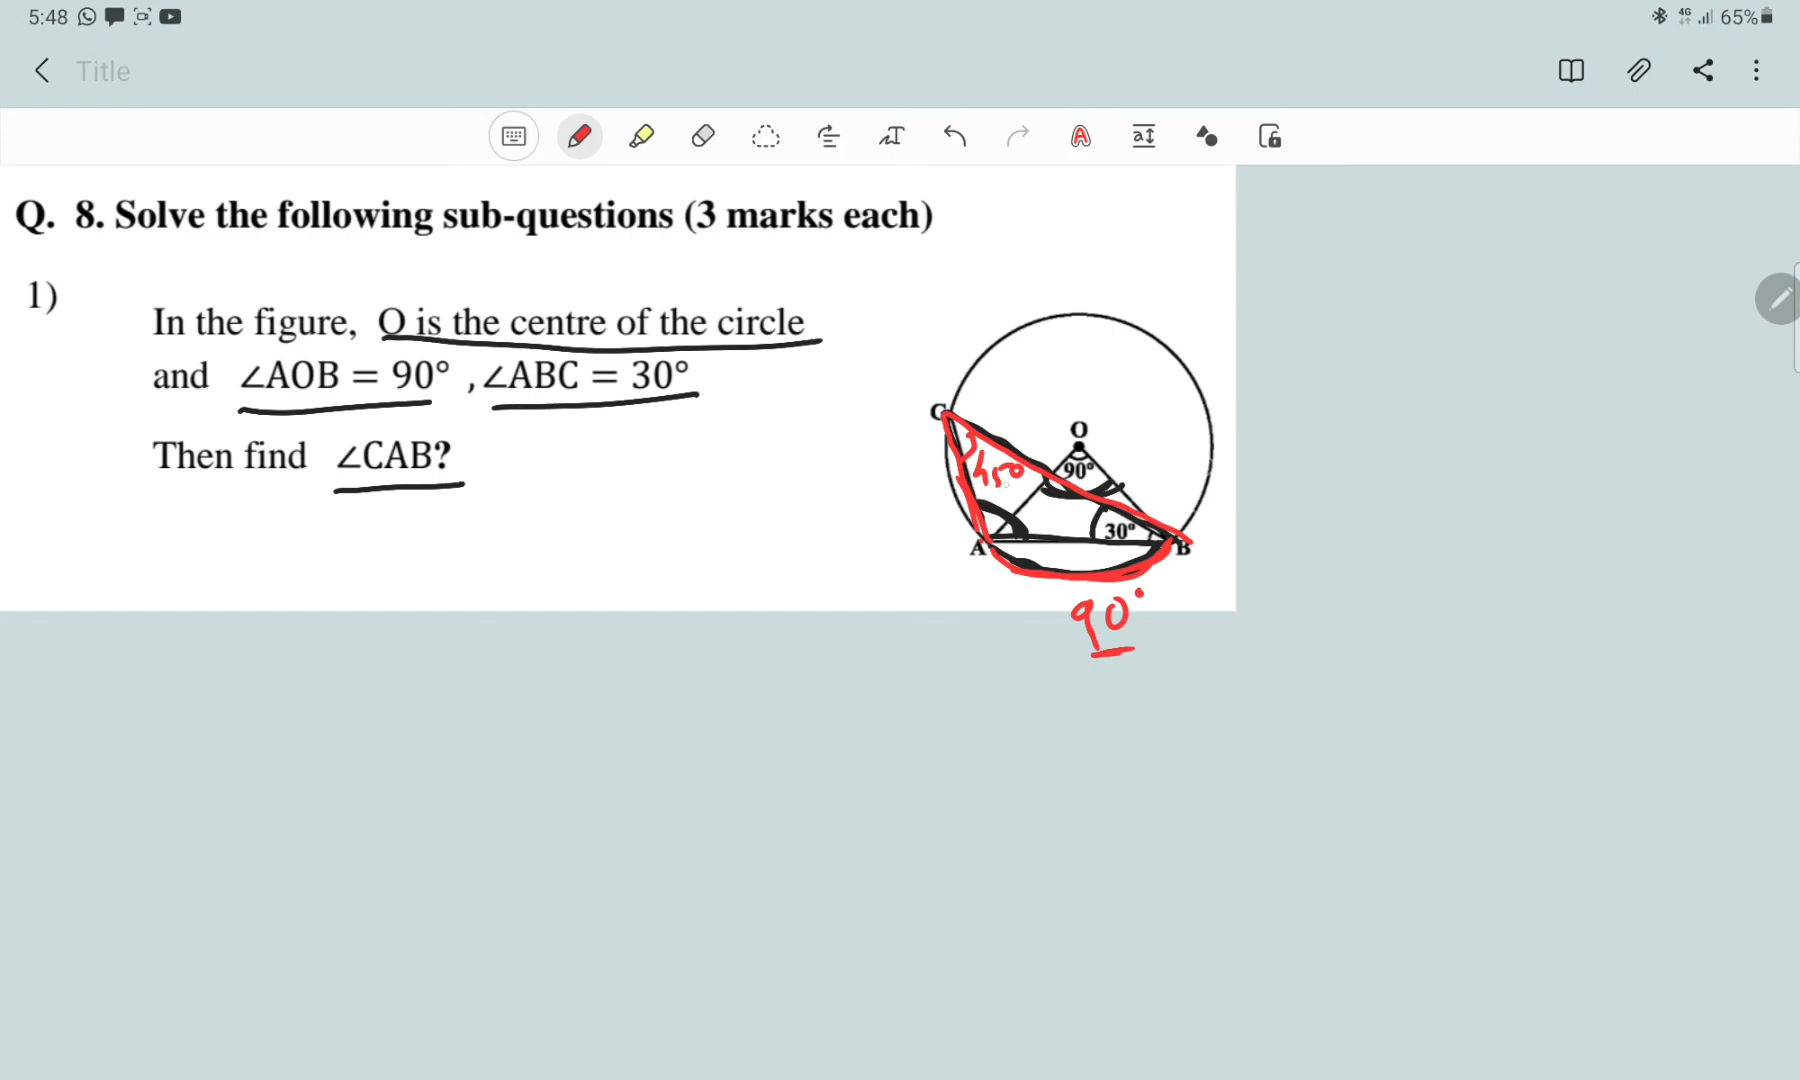 5:48 65%
Title
Q. 8. Solve the following sub-questions (3 marks each)
1)
In the figure, O is the centre of the circle
and ∠AOB = 90° , ∠ABC = 30°
Then find ∠CAB?
C
O
45°
90°
30°
A B
90°